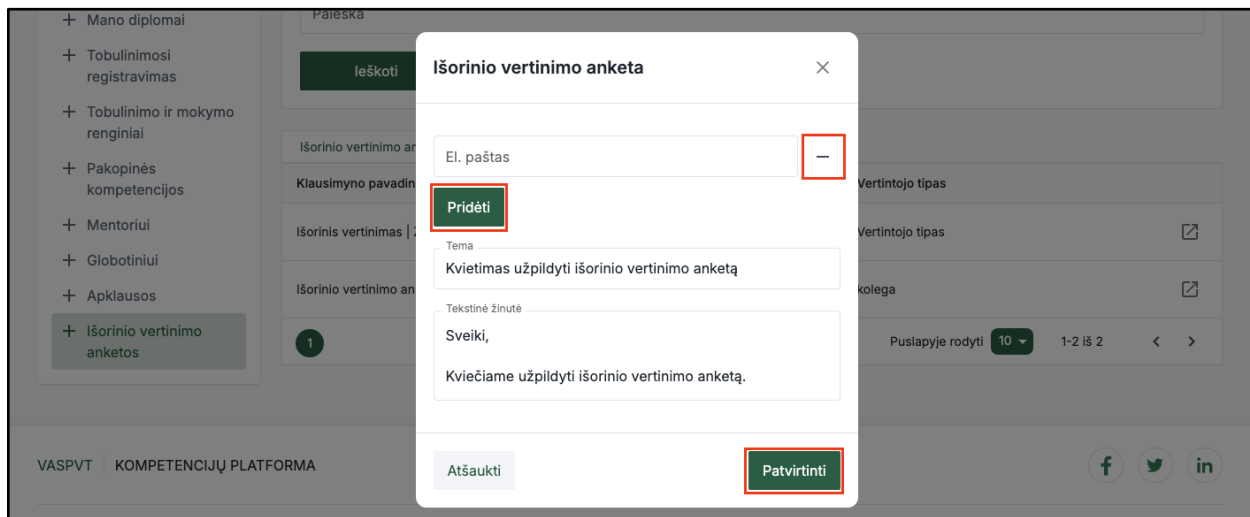 Mano diplomai
Paieška
Tobulinimosi
registravimas
Ieškoti
Išorinio vertinimo anketa
Tobulinimo ir mokymo
renginiai
Išorinio vertinimo an
El. paštas
Pakopinės
kompetencijos
Klausimyno pavadin
Vertintojo tipas
Pridėti
Mentoriui
Išorinis vertinimas |
Vertintojo tipas
Tema
Kvietimas užpildyti išorinio vertinimo anketą
Globotiniui
Apklausos
Išorinio vertinimo an
kolega
Tekstinė žinutė
Sveiki,
Kviečiame užpildyti išorinio vertinimo anketą.
Išorinio vertinimo
anketos
1
Puslapyje rodyti 10 1-2 iš 2
VASPVT KOMPETENCIJŲ PLATFORMA
Atšaukti
Patvirtinti